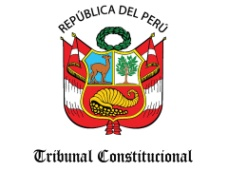 REPÚBLICA DEL PERÚ
Tribunal Constitucional